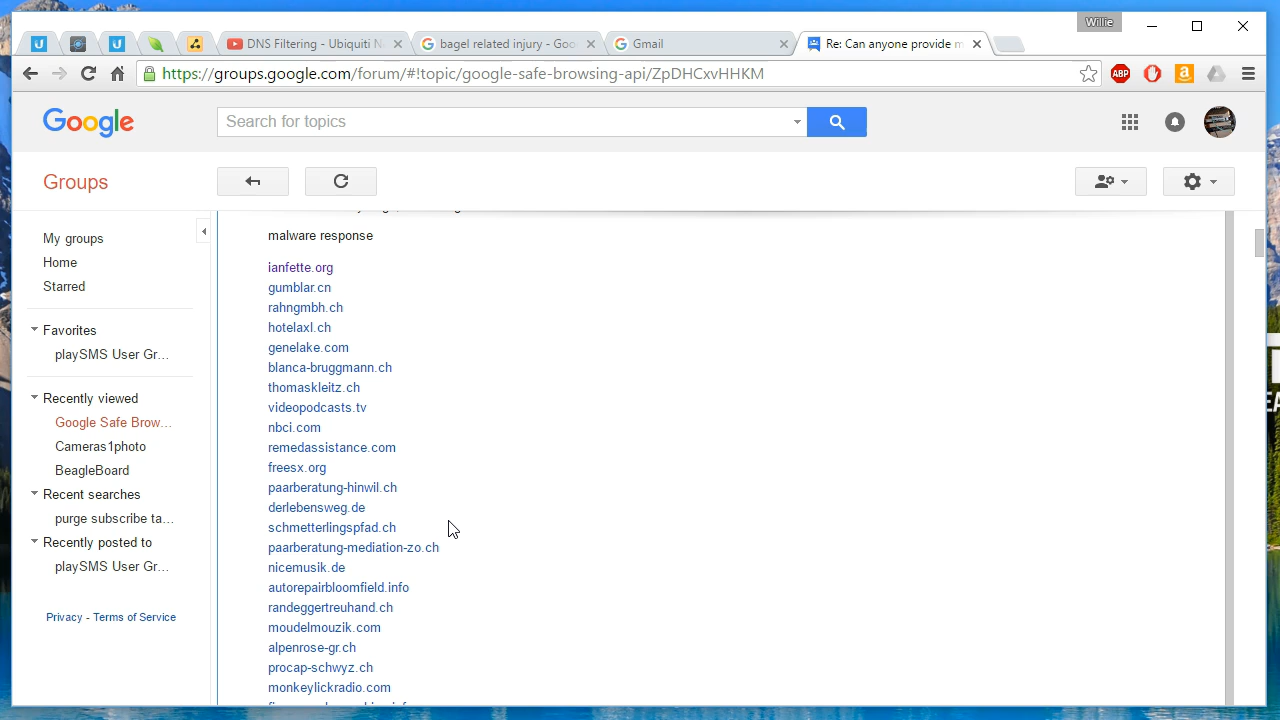 Willie
DNS Filtering - Ubiquiti N
bagel related injury - Goo
Gmail
Re: Can anyone provide m
https://groups.google.com/forum/#!topic/google-safe-browsing-api/ZpDHCxvHHKM
ABP
Google
Search for topics
Groups
My groups
Home
Starred
Favorites
playSMS User Gr...
Recently viewed
Google Safe Brow...
Cameras1photo
BeagleBoard
Recent searches
purge subscribe ta...
Recently posted to
playSMS User Gr...
Privacy - Terms of Service
malware response
ianfette.org
gumblar.cn
rahngmbh.ch
hotelaxl.ch
genelake.com
blanca-bruggmann.ch
thomaskleitz.ch
videopodcasts.tv
nbci.com
remedassistance.com
freesx.org
paarberatung-hinwil.ch
derlebensweg.de
schmetterlingspfad.ch
paarberatung-mediation-zo.ch
nicemusik.de
autorepairbloomfield.info
randeggertreuhand.ch
moudelmouzik.com
alpenrose-gr.ch
procap-schwyz.ch
monkeylickradio.com